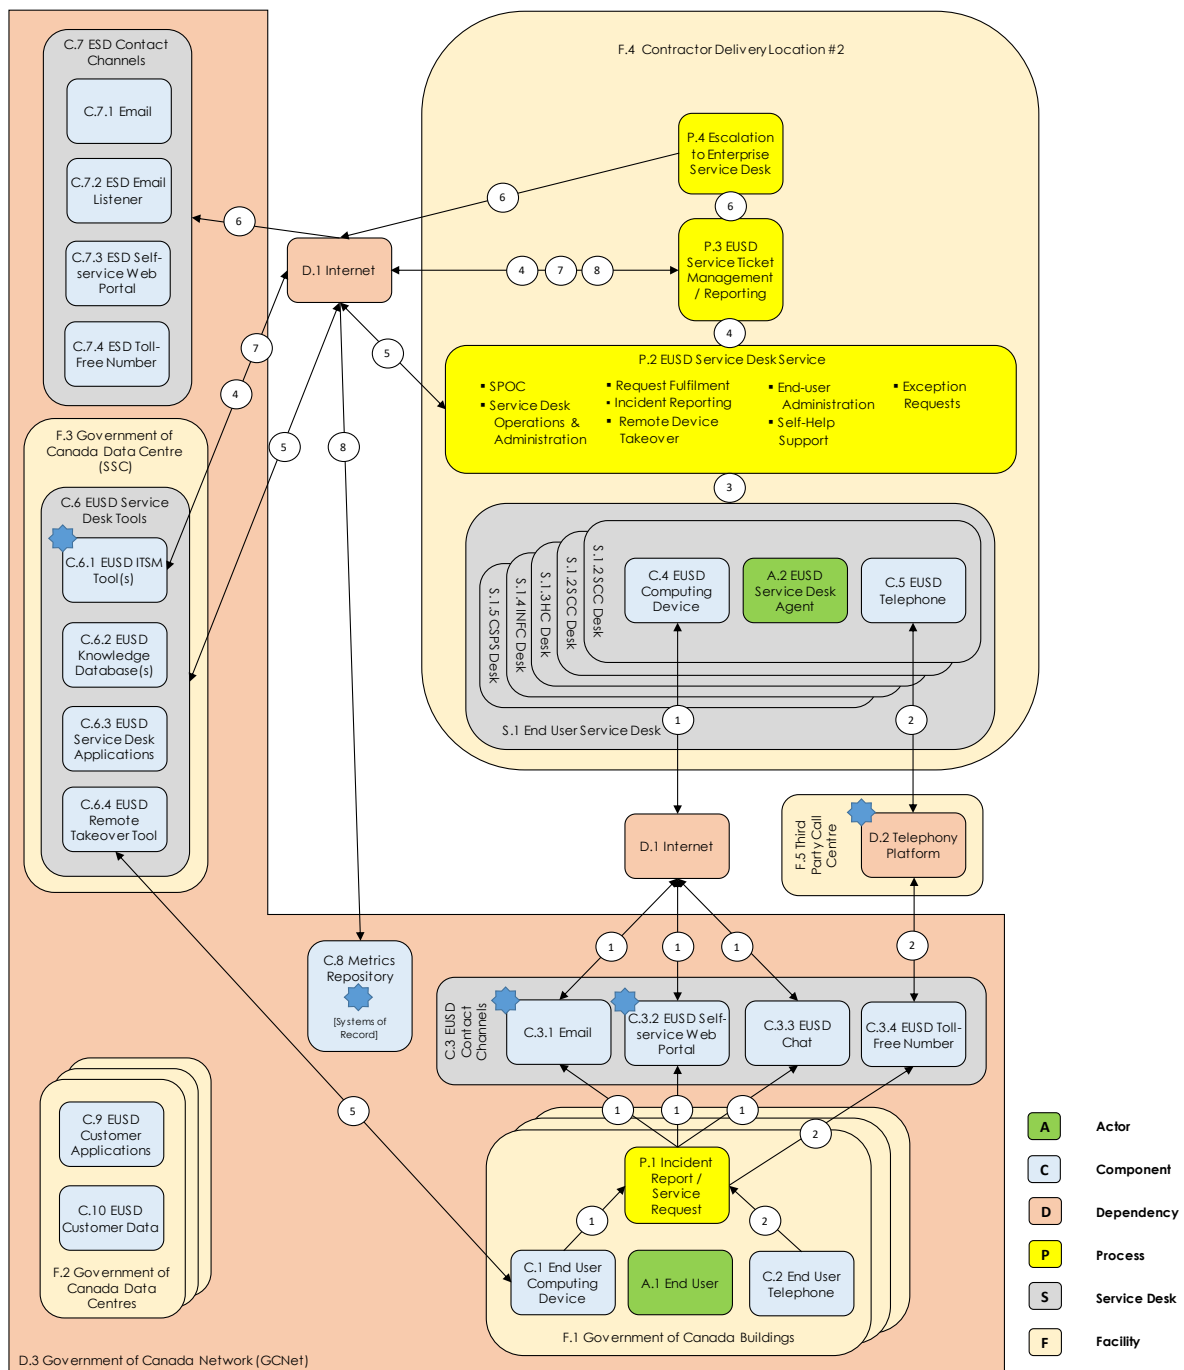 C.7 ESD Contact
Channels
C.7.1 Email
C.7.2 ESD Email
Listener
C.7.3 ESD Self-
service Web
Portal
C.7.4 ESD Toll-
Free Number
F.4 Contractor Delivery Location #2
P.4 Escalation
to Enterprise
Service Desk
6
6
6
D.1 Internet
4
7
8
P.3 EUSD
Service Ticket
Management
/ Reporting
4
7
4
5
5
8
P.2 EUSD Service Desk Service
▪ SPOC
▪ Service Desk
Operations &
Administration
▪ Request Fulfilment
▪ Incident Reporting
▪ Remote Device
Takeover
▪ End-user
Administration
▪ Self-Help
Support
▪ Exception
Requests
3
F.3 Government of
Canada Data Centre
(SSC)
C.6 EUSD Service
Desk Tools
C.6.1 EUSD ITSM
Tool(s)
C.6.2 EUSD
Knowledge
Database(s)
C.6.3 EUSD
Service Desk
Applications
C.6.4 EUSD
Remote
Takeover Tool
S.1.5 CSPS Desk
S.1.4 INFC Desk
S.1.3 HC Desk
S.1.2 SCC Desk
S.1.2 SCC Desk
C.4 EUSD
Computing
Device
A.2 EUSD
Service Desk
Agent
C.5 EUSD
Telephone
1
2
S.1 End User Service Desk
D.1 Internet
F.5 Third
Party Call
Centre
D.2 Telephony
Platform
1
1
1
2
C.8 Metrics
Repository
[Systems of
Record]
C.3 EUSD
Contact
Channels
C.3.1 Email
C.3.2 EUSD Self-
service Web
Portal
C.3.3 EUSD
Chat
C.3.4 EUSD Toll-
Free Number
5
1
1
1
2
C.9 EUSD
Customer
Applications
C.10 EUSD
Customer Data
F.2 Government of
Canada Data
Centres
P.1 Incident
Report /
Service
Request
1
2
C.1 End User
Computing
Device
A.1 End User
C.2 End User
Telephone
F.1 Government of Canada Buildings
D.3 Government of Canada Network (GCNet)
A Actor
C Component
D Dependency
P Process
S Service Desk
F Facility